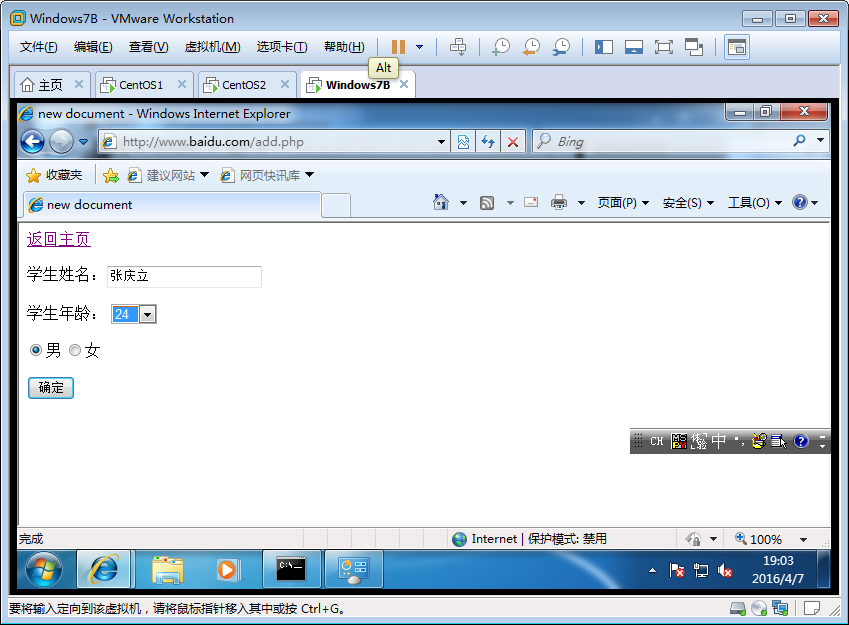 Windows7B - VMware Workstation
文件(F) 编辑(E) 查看(V) 虚拟机(M) 选项卡(T) 帮助(H)
Alt
主页 CentOS1 CentOS2 Windows7B
new document - Windows Internet Explorer
http://www.baidu.com/add.php Bing
收藏夹 建议网站 网页快讯库
new document 页面(P) 安全(S) 工具(O)
返回主页
学生姓名： 张庆立
学生年龄： 24
男 女
确定
CH 中
完成 Internet | 保护模式: 禁用 100%
C:\_
19:03
2016/4/7
要将输入定向到该虚拟机，请将鼠标指针移入其中或按 Ctrl+G。